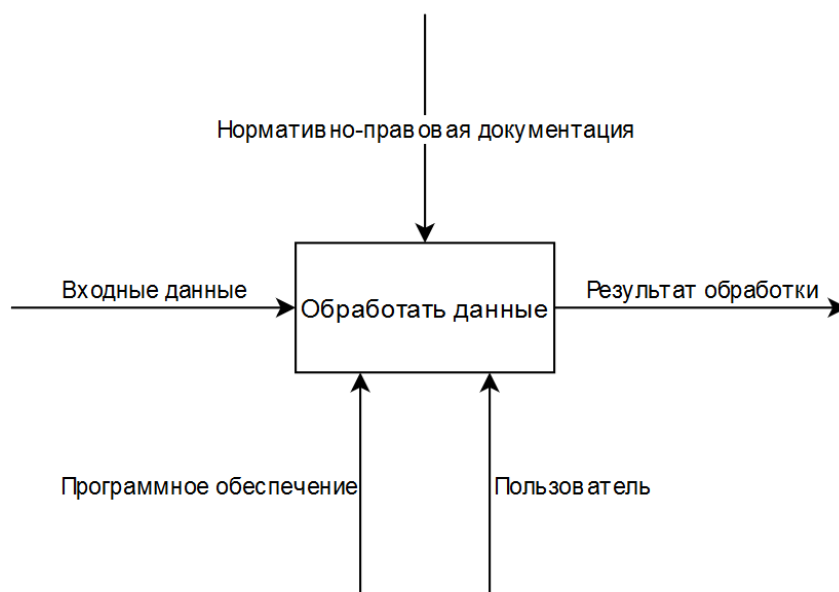 Нормативно-правовая документация
Входные данные
Обработать данные
Результат обработки
Программное обеспечение
Пользователь